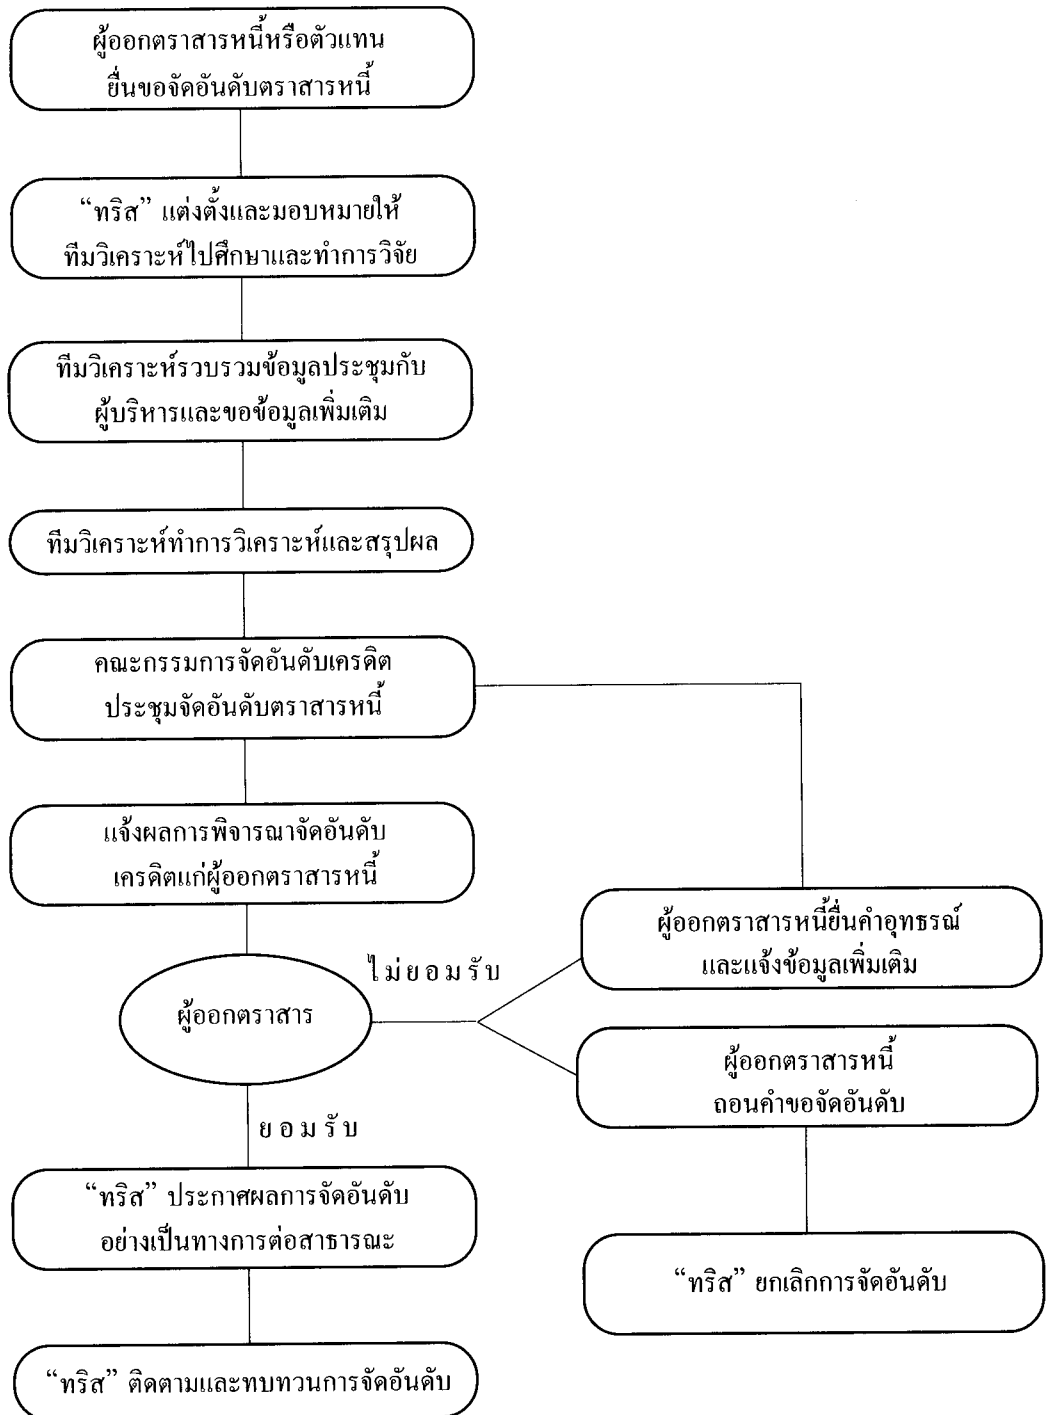 ผู้ออกตราสารหนี้หรือตัวแทน
ยื่นขอจัดอันดับตราสารหนี้
“ทริส” แต่งตั้งและมอบหมายให้
ทีมวิเคราะห์ไปศึกษาและทำการวิจัย
ทีมวิเคราะห์รวบรวมข้อมูลประชุมกับ
ผู้บริหารและขอข้อมูลเพิ่มเติม
ทีมวิเคราะห์ทำการวิเคราะห์และสรุปผล
คณะกรรมการจัดอันดับเครดิต
ประชุมจัดอันดับตราสารหนี้
แจ้งผลการพิจารณาจัดอันดับ
เครดิตแก่ผู้ออกตราสารหนี้
ผู้ออกตราสารหนี้ยื่นคำอุทธรณ์
และแจ้งข้อมูลเพิ่มเติม
ไม่ยอมรับ
ผู้ออกตราสาร
ผู้ออกตราสารหนี้
ถอนคำขอจัดอันดับ
ยอมรับ
“ทริส” ประกาศผลการจัดอันดับ
อย่างเป็นทางการต่อสาธารณะ
“ทริส” ยกเลิกการจัดอันดับ
“ทริส” ติดตามและทบทวนการจัดอันดับ